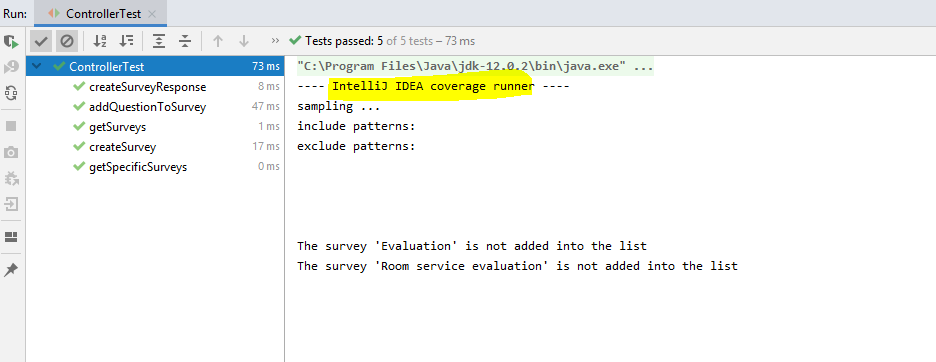 Run: ControllerTest
Tests passed: 5 of 5 tests – 73 ms
ControllerTest 73 ms
createSurveyResponse 8 ms
addQuestionToSurvey 47 ms
getSurveys 1 ms
createSurvey 17 ms
getSpecificSurveys 0 ms
"C:\Program Files\Java\jdk-12.0.2\bin\java.exe" ...
---- IntelliJ IDEA coverage runner ----
sampling ...
include patterns:
exclude patterns:
The survey 'Evaluation' is not added into the list
The survey 'Room service evaluation' is not added into the list